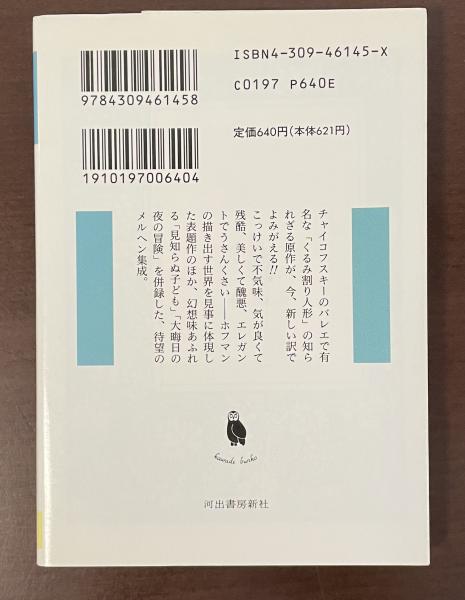 ISBN4-309-46145-X
C0197 P640E
定価640円(本体621円)
9784309461458
1910197006404
チャイコフスキーのバレエで有
名な「くるみ割り人形」の知ら
れざる原作が、今、新しい訳で
よみがえる!!
こっけいで不気味、気が良くて
残酷、美しくて醜悪、エレガン
トでうさんくさい——ホフマン
の描き出す世界を見事に体現し
た表題作のほか、幻想味あふれ
る「見知らぬ子ども」「大晦日の
夜の冒険」を併録した、待望の
メルヘン集成。
kawade bunko
河出書房新社